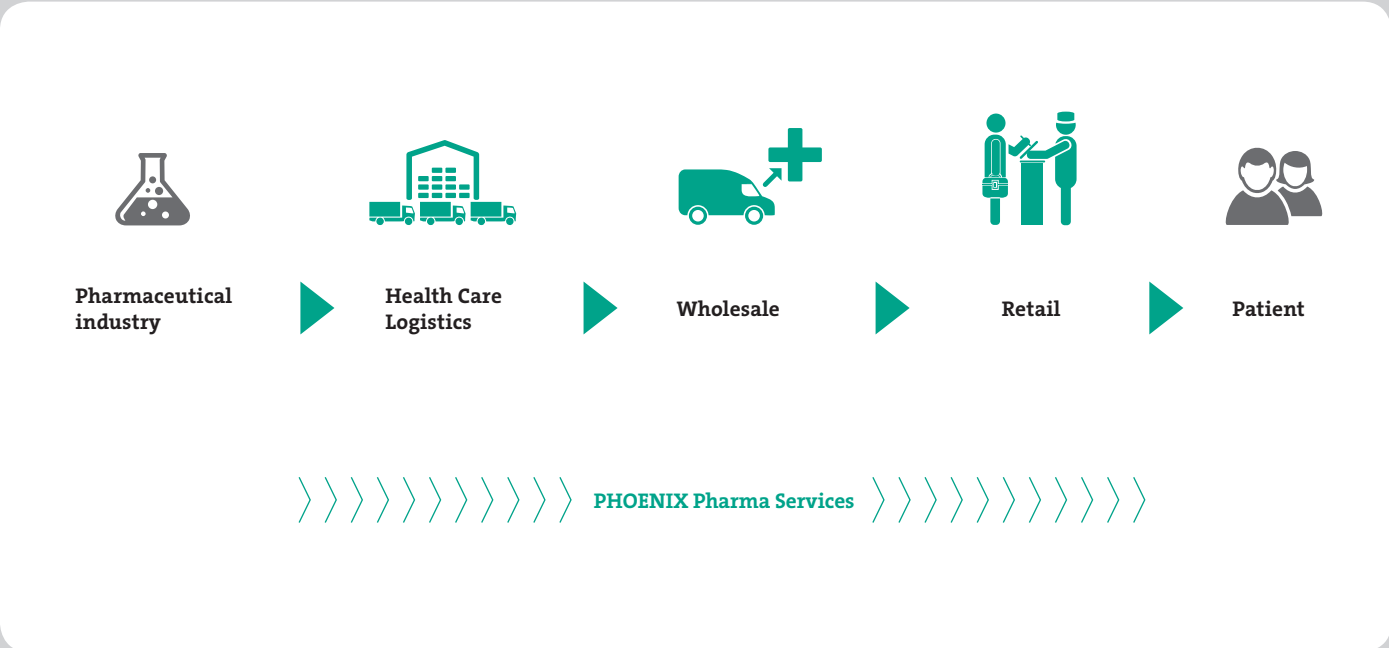 Pharmaceutical
industry
Health Care
Logistics
Wholesale
Retail
Patient
PHOENIX Pharma Services